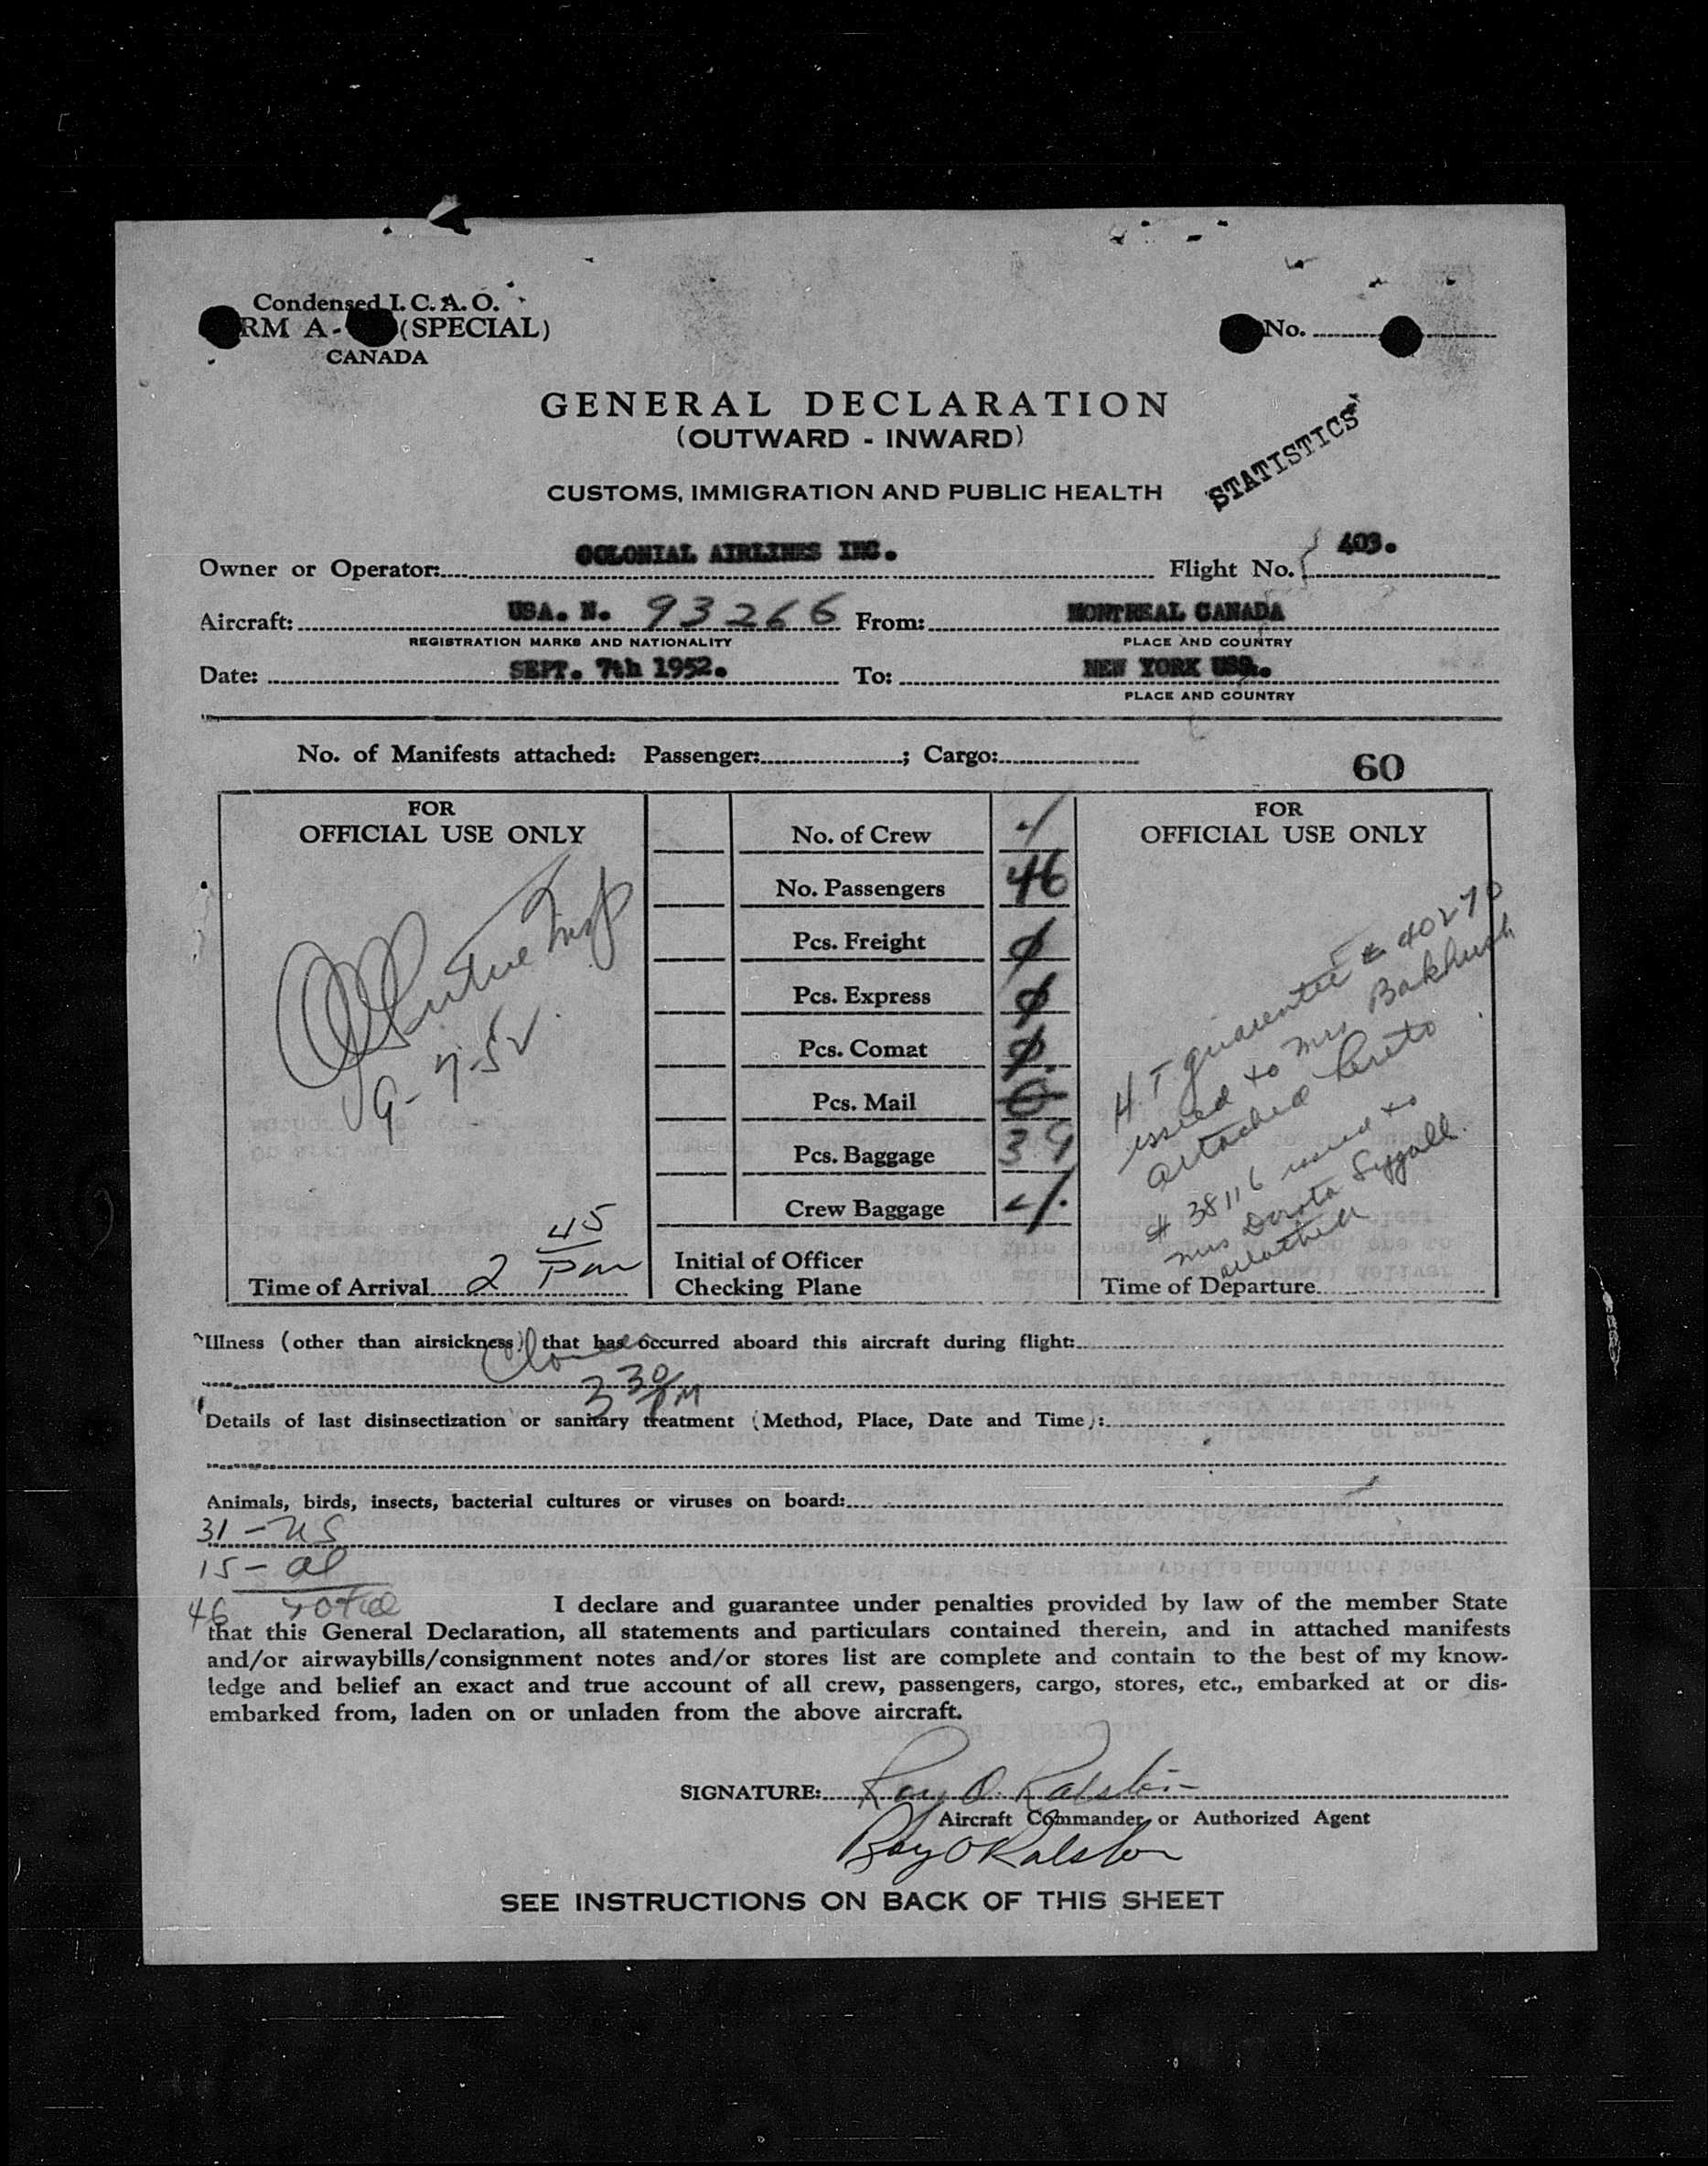 Condensed I. C. A. O.
RM A- (SPECIAL)
CANADA
No.
GENERAL DECLARATION
(OUTWARD - INWARD)
STATISTICS
CUSTOMS, IMMIGRATION AND PUBLIC HEALTH
Owner or Operator: COLONIAL AIRLINES INC. Flight No. 403.
Aircraft: USA. N. 93266 From: MONTREAL CANADA
REGISTRATION MARKS AND NATIONALITY PLACE AND COUNTRY
Date: SEPT. 7th 1952. To: NEW YORK USA.
PLACE AND COUNTRY
No. of Manifests attached: Passenger: ; Cargo:
60
FOR
OFFICIAL USE ONLY
9-7-52
45
Time of Arrival 2 Pm
No. of Crew
No. Passengers 46
Pcs. Freight
Pcs. Express
Pcs. Comat
Pcs. Mail
Pcs. Baggage 39
Crew Baggage
Initial of Officer
Checking Plane
FOR
OFFICIAL USE ONLY
H.T guarantee # 40270
issued to Mrs Bakhush
attached hereto
# 38116 issued to
Mrs Dorota
attached
Time of Departure
Illness (other than airsickness) that has occurred aboard this aircraft during flight:
3 30 PM
Details of last disinsectization or sanitary treatment (Method, Place, Date and Time):
Animals, birds, insects, bacterial cultures or viruses on board:
31 - US
15 - al
46 Total
I declare and guarantee under penalties provided by law of the member State
that this General Declaration, all statements and particulars contained therein, and in attached manifests
and/or airwaybills/consignment notes and/or stores list are complete and contain to the best of my know-
ledge and belief an exact and true account of all crew, passengers, cargo, stores, etc., embarked at or dis-
embarked from, laden on or unladen from the above aircraft.
SIGNATURE: Roy O. Ralston
Aircraft Commander or Authorized Agent
Roy O Ralston
SEE INSTRUCTIONS ON BACK OF THIS SHEET